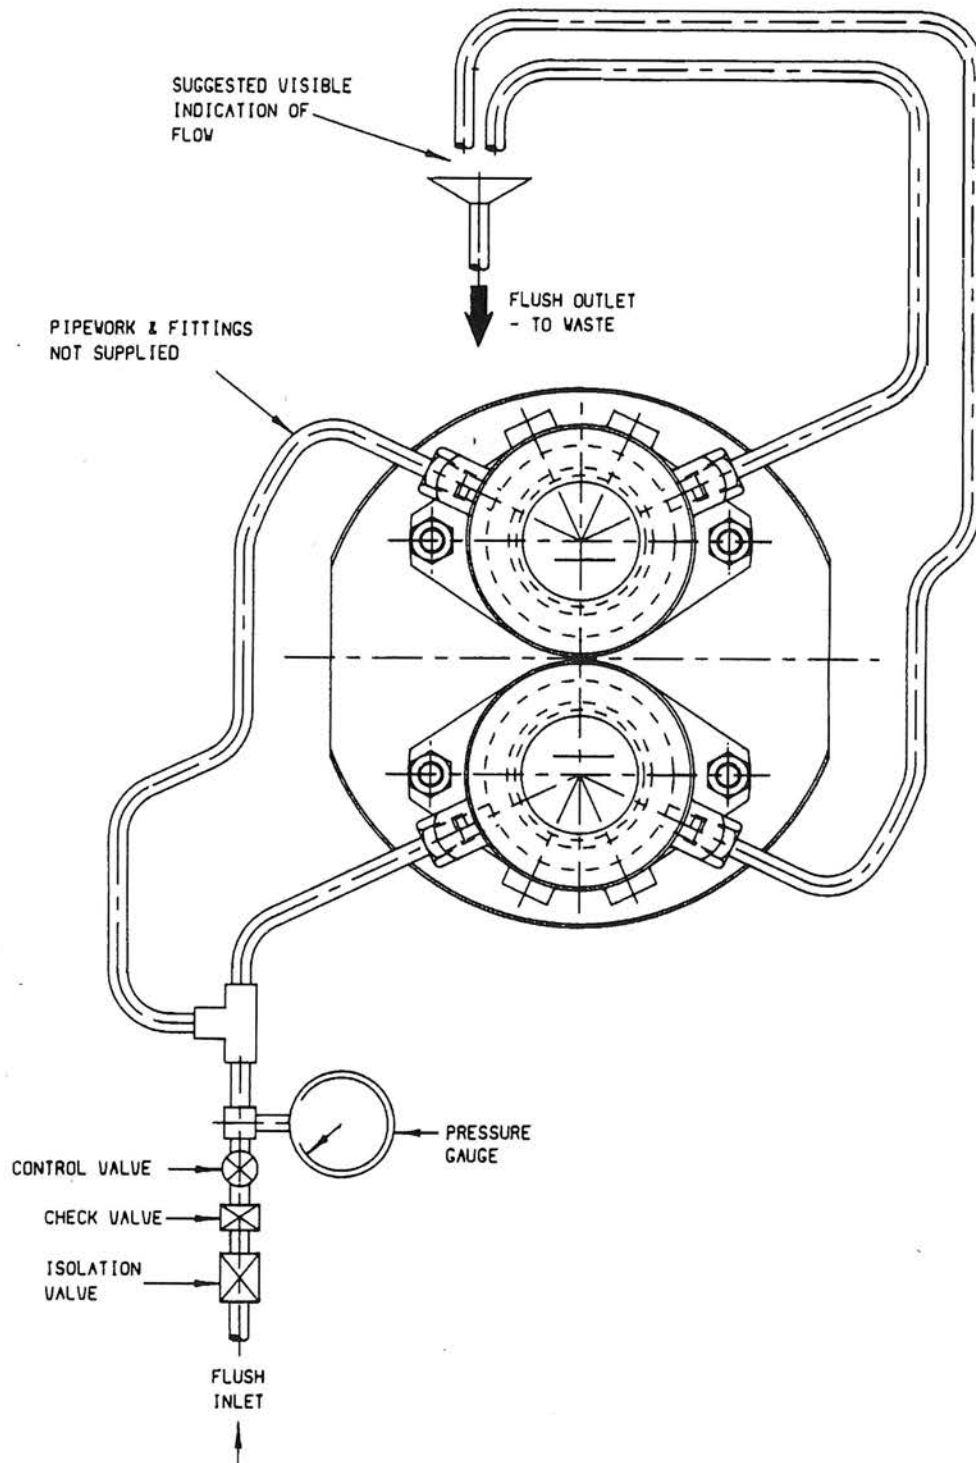 SUGGESTED VISIBLE
INDICATION OF
FLOW
FLUSH OUTLET
- TO WASTE
PIPEWORK & FITTINGS
NOT SUPPLIED
PRESSURE
GAUGE
CONTROL VALVE
CHECK VALVE
ISOLATION
VALVE
FLUSH
INLET